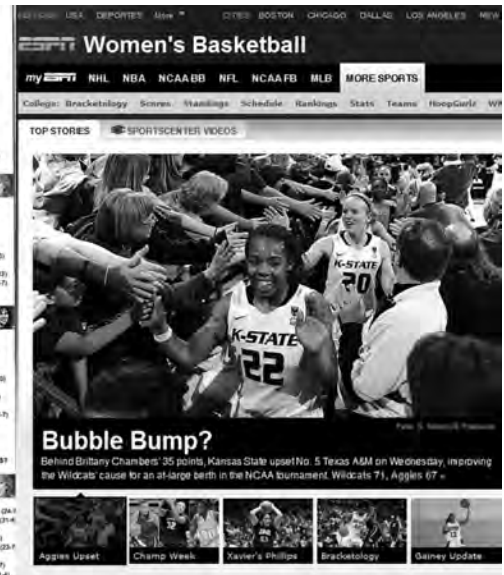 USA DEPORTES More CITIES BOSTON CHICAGO DALLAS LOS ANGELES
ESPN Women's Basketball
my ESPN NHL NBA NCAABB NFL NCAAFB MLB MORE SPORTS
College: Bracketology Scores Standings Schedule Rankings Stats Teams HoopGurlz
TOP STORIES SPORTSCENTER VIDEOS
K-STATE
20
K-STATE
22
Bubble Bump?
Behind Brittany Chambers' 35 points, Kansas State upset No. 5 Texas A&M on Wednesday, improving
the Wildcats' cause for an at-large berth in the NCAA tournament. Wildcats 71, Aggies 67 »
Aggies Upset Champ Week Xavier's Phillips Bracketology Gainey Update